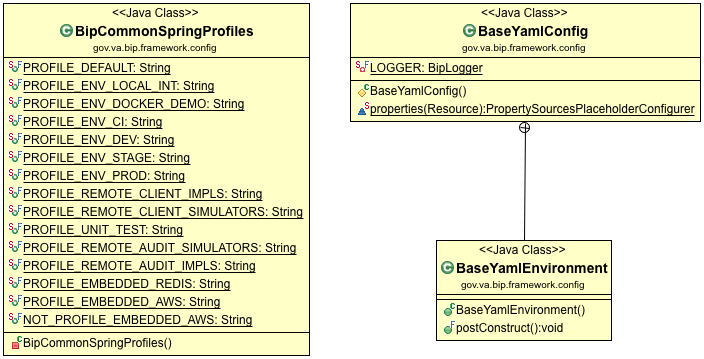 <<Java Class>>
BipCommonSpringProfiles
gov.va.bip.framework.config
PROFILE_DEFAULT: String
PROFILE_ENV_LOCAL_INT: String
PROFILE_ENV_DOCKER_DEMO: String
PROFILE_ENV_CI: String
PROFILE_ENV_DEV: String
PROFILE_ENV_STAGE: String
PROFILE_ENV_PROD: String
PROFILE_REMOTE_CLIENT_IMPLS: String
PROFILE_REMOTE_CLIENT_SIMULATORS: String
PROFILE_UNIT_TEST: String
PROFILE_REMOTE_AUDIT_SIMULATORS: String
PROFILE_REMOTE_AUDIT_IMPLS: String
PROFILE_EMBEDDED_REDIS: String
PROFILE_EMBEDDED_AWS: String
NOT_PROFILE_EMBEDDED_AWS: String
BipCommonSpringProfiles()
<<Java Class>>
BaseYamlConfig
gov.va.bip.framework.config
LOGGER: BipLogger
BaseYamlConfig()
properties(Resource):PropertySourcesPlaceholderConfigurer
<<Java Class>>
BaseYamlEnvironment
gov.va.bip.framework.config
BaseYamlEnvironment()
postConstruct():void